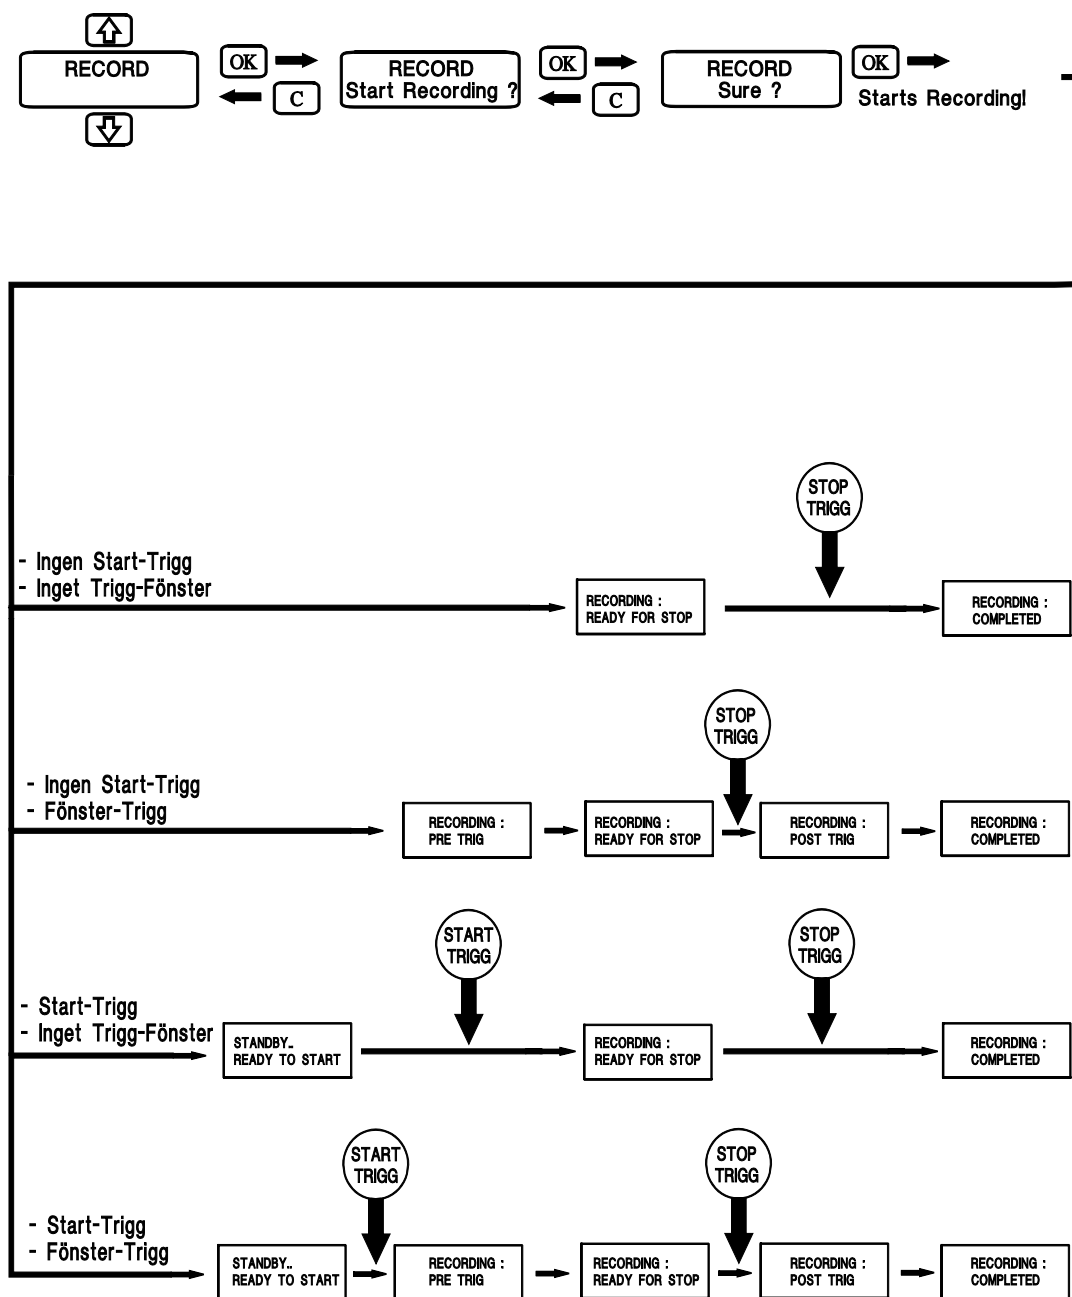 RECORD
OK
C
RECORD
Start Recording ?
OK
C
RECORD
Sure ?
OK
Starts Recording!
STOP
TRIGG
- Ingen Start-Trigg
- Inget Trigg-Fönster
RECORDING :
READY FOR STOP
RECORDING :
COMPLETED
STOP
TRIGG
- Ingen Start-Trigg
- Fönster-Trigg
RECORDING :
PRE TRIG
RECORDING :
READY FOR STOP
RECORDING :
POST TRIG
RECORDING :
COMPLETED
START
TRIGG
STOP
TRIGG
- Start-Trigg
- Inget Trigg-Fönster
STANDBY..
READY TO START
RECORDING :
READY FOR STOP
RECORDING :
COMPLETED
START
TRIGG
STOP
TRIGG
- Start-Trigg
- Fönster-Trigg
STANDBY..
READY TO START
RECORDING :
PRE TRIG
RECORDING :
READY FOR STOP
RECORDING :
POST TRIG
RECORDING :
COMPLETED